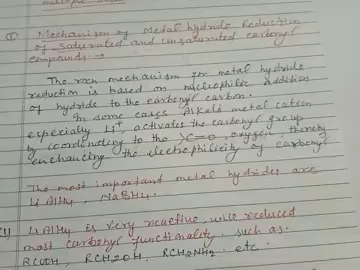 ① Mechanism of Metal hydride Reduction
of saturated and unsaturated carbonyl
compounds:→
The rxn mechanism for metal hydride
reduction is based on nucleophilic addition
of hydride to the carbonyl carbon.
In some cases Alkali metal cation
especially Li⁺, activates the carbonyl group
by coordinating to the >C=O, oxygen, thereby
enchancing the electrophilicity of carbonyl
The most important metal hydrides are
LiAlH4, NaBH4.
LiAlH4 is very reactive, will reduced
most carbonyl functionality such as.
RCOOH, RCH2OH, RCH2NH2, etc.